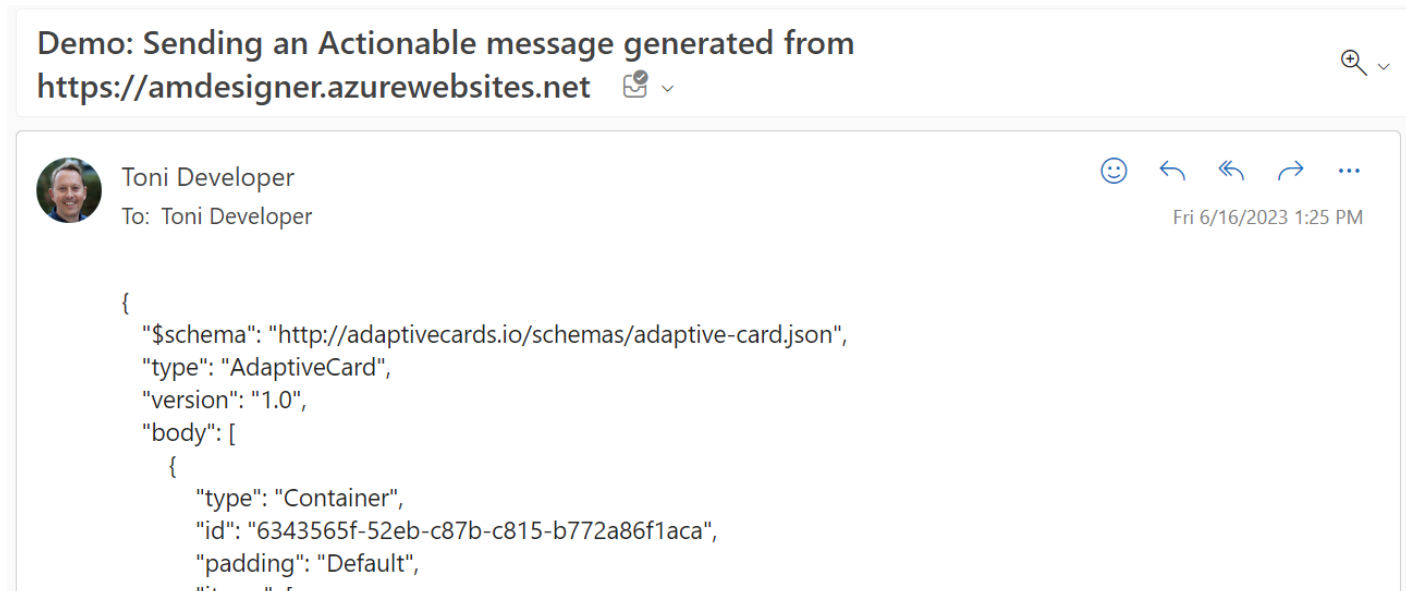 Demo: Sending an Actionable message generated from
https://amdesigner.azurewebsites.net
Toni Developer
To: Toni Developer
Fri 6/16/2023 1:25 PM
{
"$schema": "http://adaptivecards.io/schemas/adaptive-card.json",
"type": "AdaptiveCard",
"version": "1.0",
"body": [
{
"type": "Container",
"id": "6343565f-52eb-c87b-c815-b772a86f1aca",
"padding": "Default",